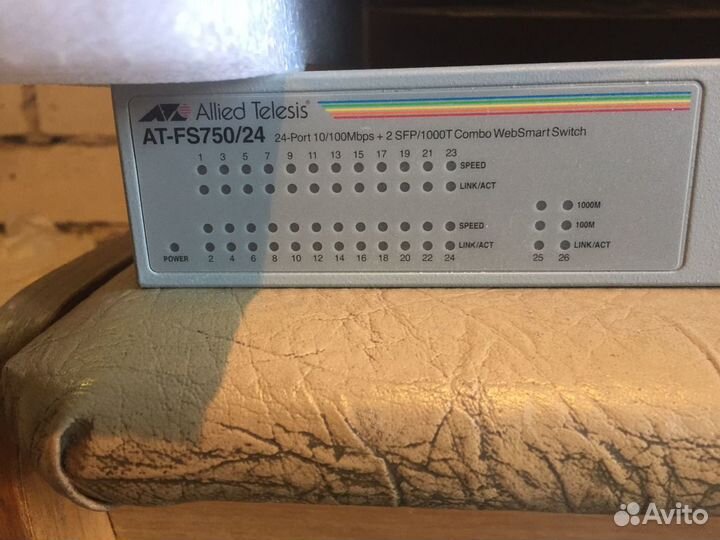 Allied Telesis®
AT-FS750/24 24-Port 10/100Mbps + 2 SFP/1000T Combo WebSmart Switch
1 3 5 7 9 11 13 15 17 19 21 23
SPEED
LINK/ACT
1000M
SPEED
100M
LINK/ACT
LINK/ACT
POWER
2 4 6 8 10 12 14 16 18 20 22 24
25 26
Avito